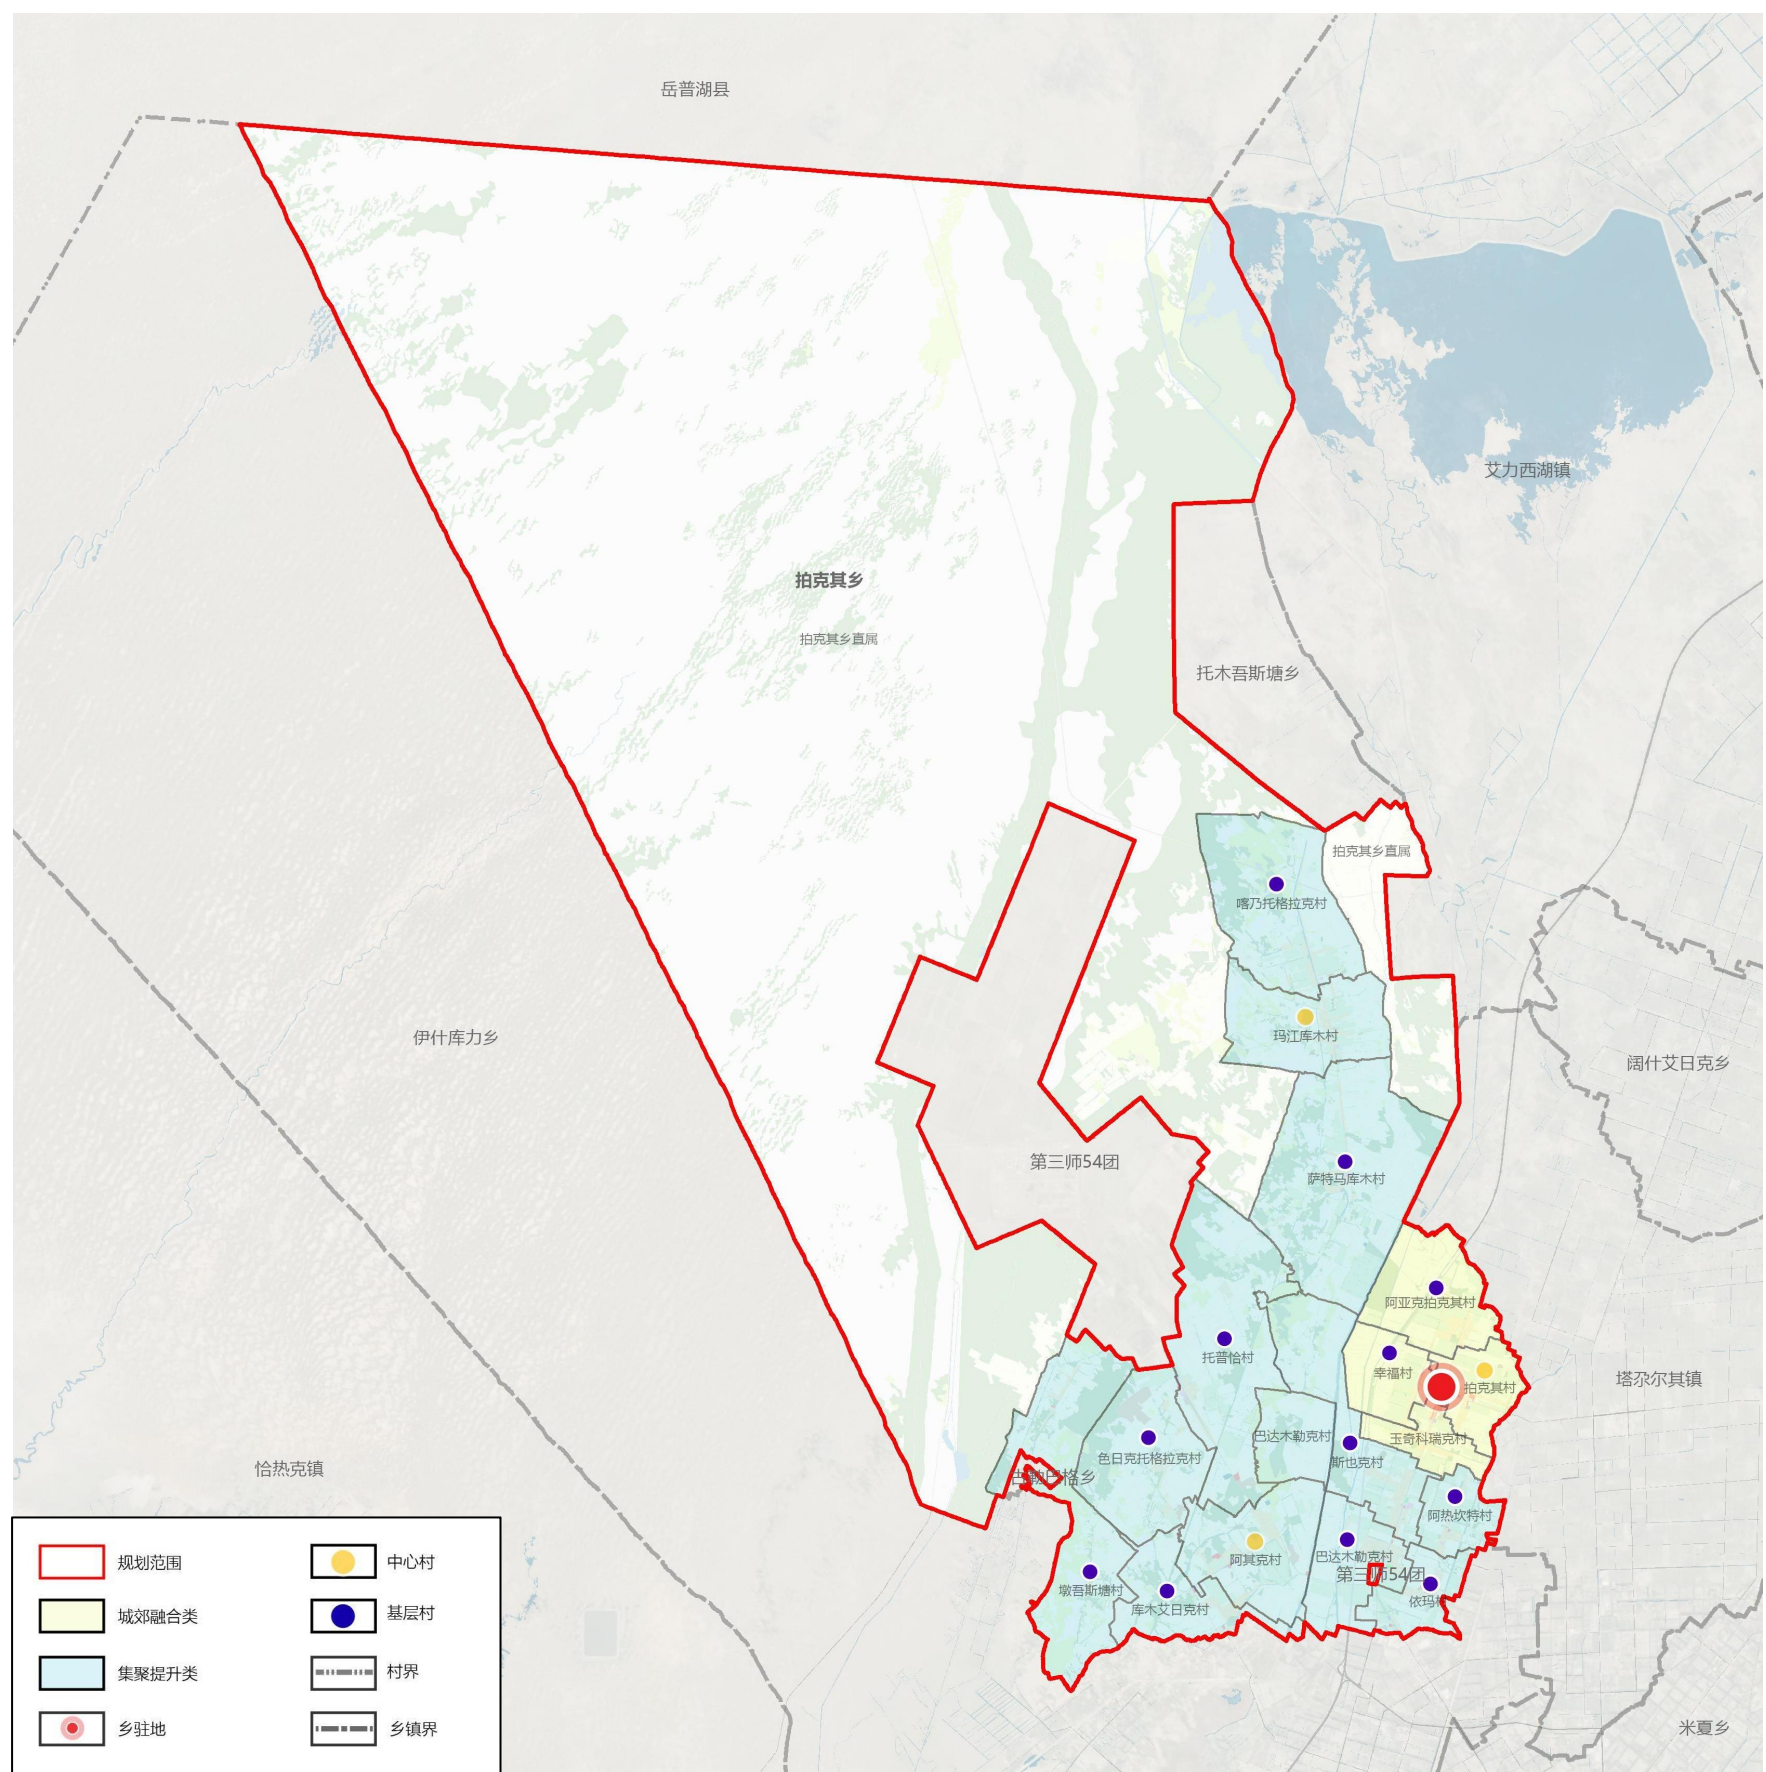 岳普湖县
艾力西湖镇
拍克其乡
拍克其乡直属
托木吾斯塘乡
拍克其乡直属
喀乃托格拉克村
伊什库力乡
玛江库木村
阔什艾日克乡
第三师54团
萨特马库木村
阿亚克拍克其村
托普恰村
幸福村
拍克其村
塔尕尔其镇
巴达木勒克村
玉奇科瑞克村
色日克托格拉克村
斯也克村
恰热克镇
古勒巴格乡
阿热坎特村
阿其克村
巴达木勒克村
第三师54团
墩吾斯塘村
库木艾日克村
依玛村
米夏乡
规划范围
中心村
城郊融合类
基层村
集聚提升类
村界
乡驻地
乡镇界